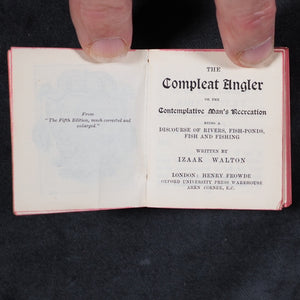 From
"The Fifth Edition, much corrected and
enlarged."
THE
Compleat Angler
OR THE
Contemplative Man's Recreation
BEING A
DISCOURSE OF RIVERS, FISH-PONDS,
FISH AND FISHING
WRITTEN BY
IZAAK WALTON
LONDON: HENRY FROWDE
OXFORD UNIVERSITY PRESS WAREHOUSE
AMEN CORNER, E.C.